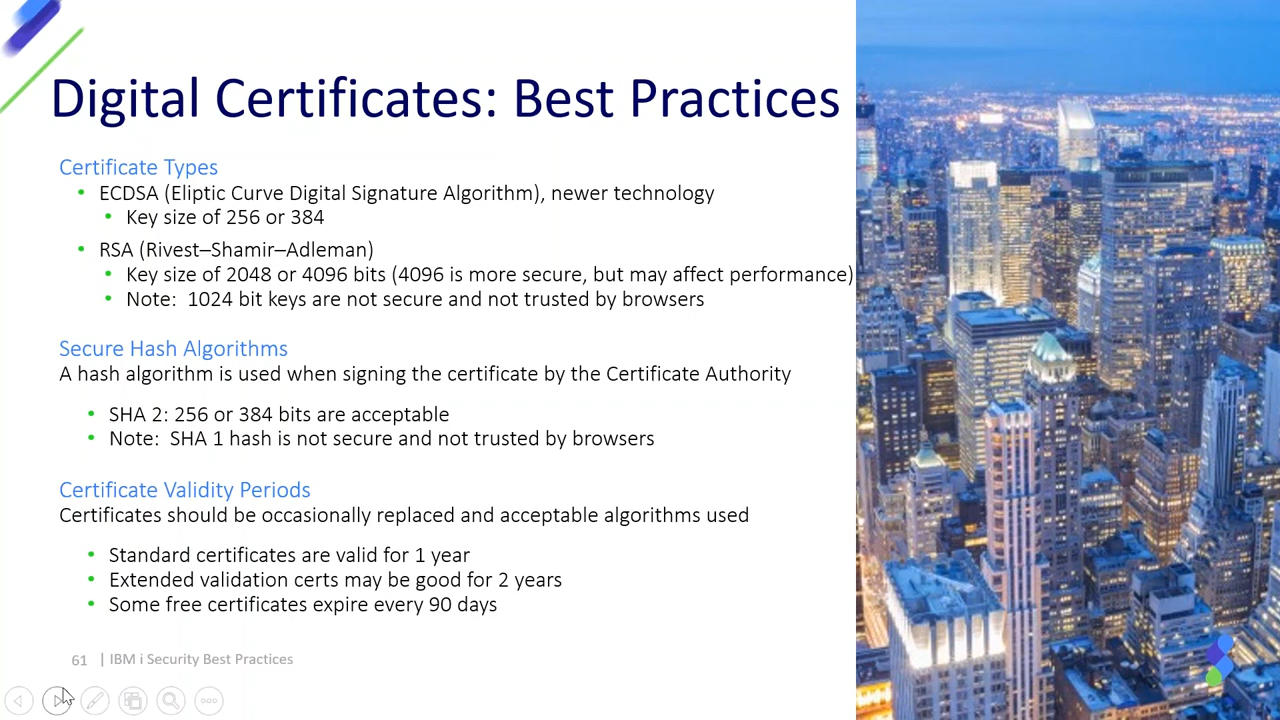 Digital Certificates: Best Practices
Certificate Types
• ECDSA (Eliptic Curve Digital Signature Algorithm), newer technology
• Key size of 256 or 384
• RSA (Rivest–Shamir–Adleman)
• Key size of 2048 or 4096 bits (4096 is more secure, but may affect performance)
• Note: 1024 bit keys are not secure and not trusted by browsers
Secure Hash Algorithms
A hash algorithm is used when signing the certificate by the Certificate Authority
• SHA 2: 256 or 384 bits are acceptable
• Note: SHA 1 hash is not secure and not trusted by browsers
Certificate Validity Periods
Certificates should be occasionally replaced and acceptable algorithms used
• Standard certificates are valid for 1 year
• Extended validation certs may be good for 2 years
• Some free certificates expire every 90 days
61 | IBM i Security Best Practices